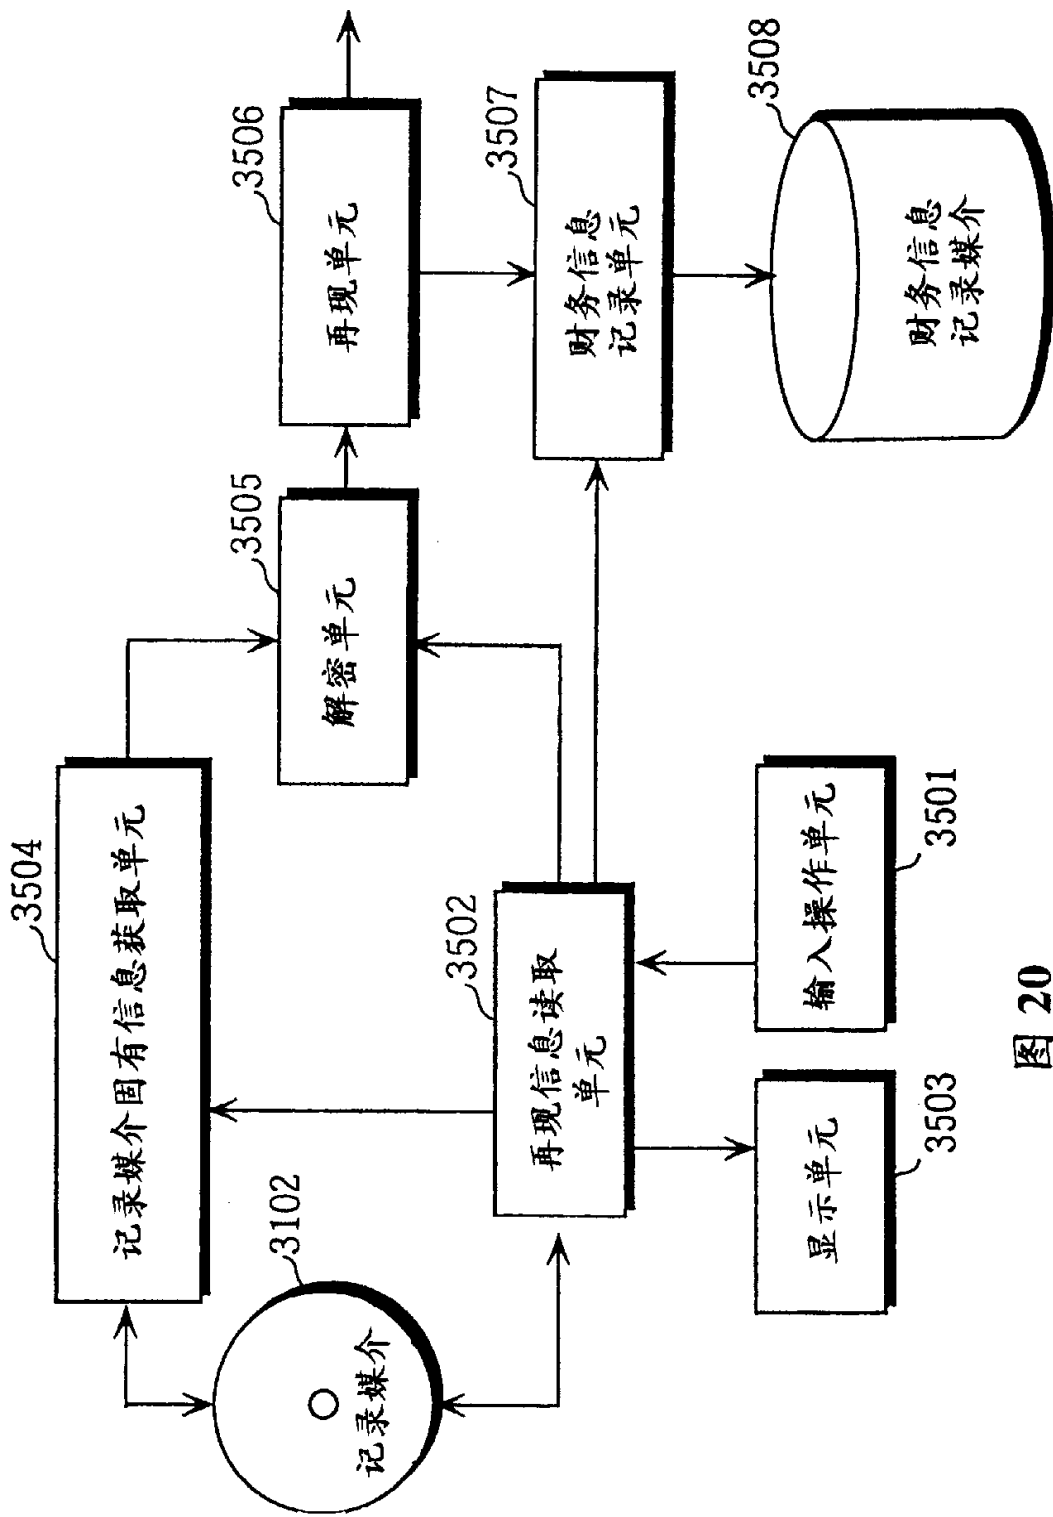 3504
记录媒介固有信息获取单元
3102
记录媒介
3505
解密单元
3506
再现单元
3502
再现信息读取
单元
3507
财务信息
记录单元
3508
财务信息
记录媒介
3503
显示单元
3501
输入操作单元
图 20